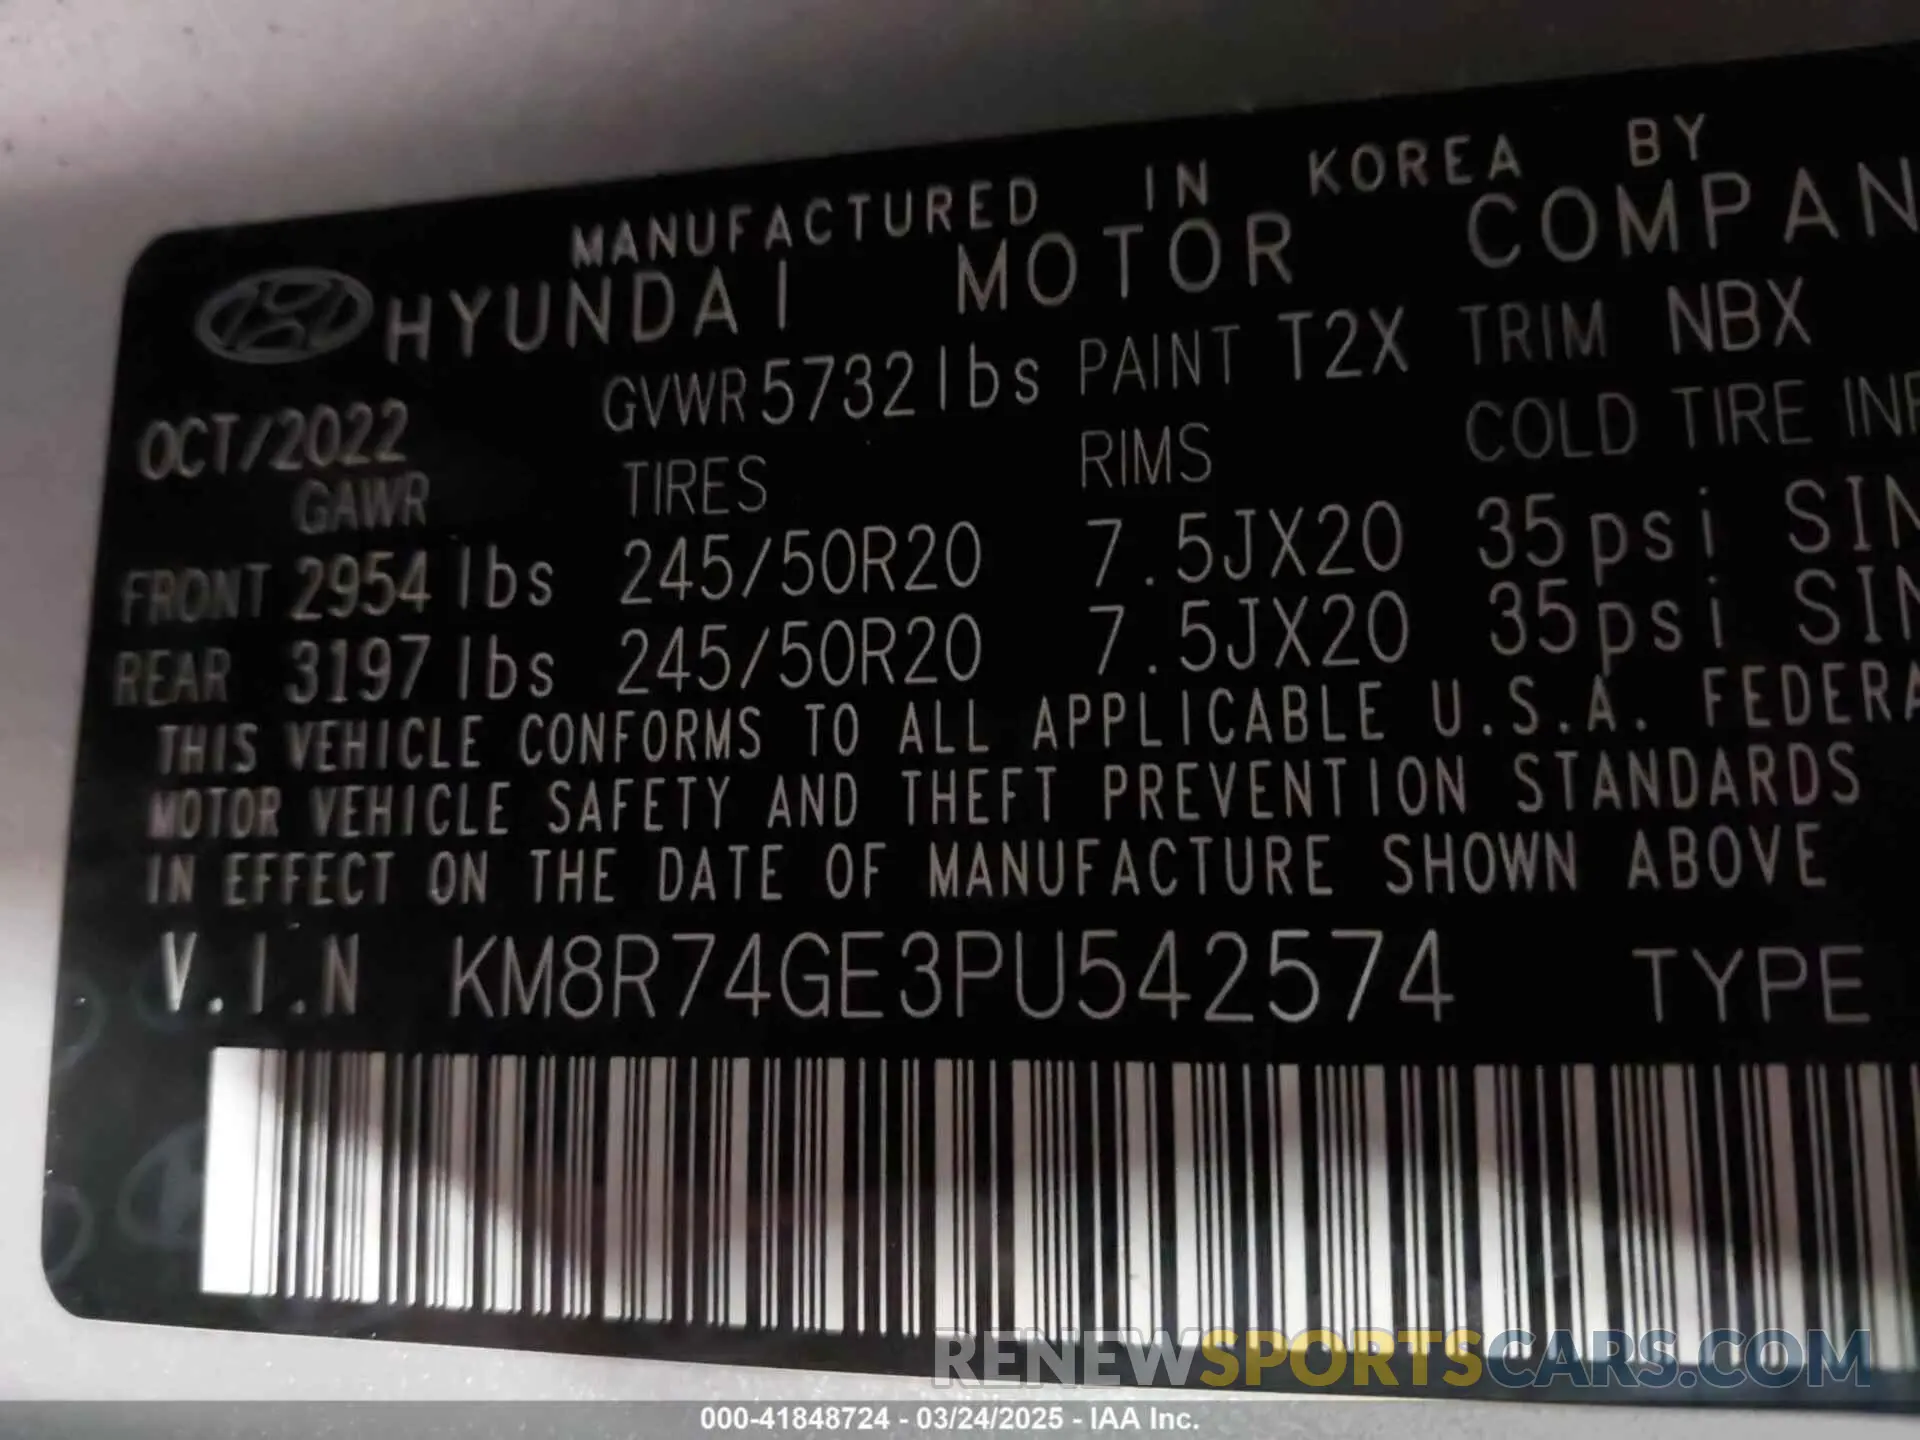 MANUFACTURED IN KOREA BY
HYUNDAI MOTOR COMPAN
OCT/2022 GVWR 5732 lbs PAINT T2X TRIM NBX
GAWR TIRES RIMS COLD TIRE INF
FRONT 2954 lbs 245/50R20 7.5JX20 35psi SIN
REAR 3197 lbs 245/50R20 7.5JX20 35psi SIN
THIS VEHICLE CONFORMS TO ALL APPLICABLE U.S.A. FEDERA
MOTOR VEHICLE SAFETY AND THEFT PREVENTION STANDARDS
IN EFFECT ON THE DATE OF MANUFACTURE SHOWN ABOVE
V.I.N KM8R74GE3PU542574 TYPE
RENEWSPORTSCARS.COM
000-41848724 - 03/24/2025 - IAA Inc.